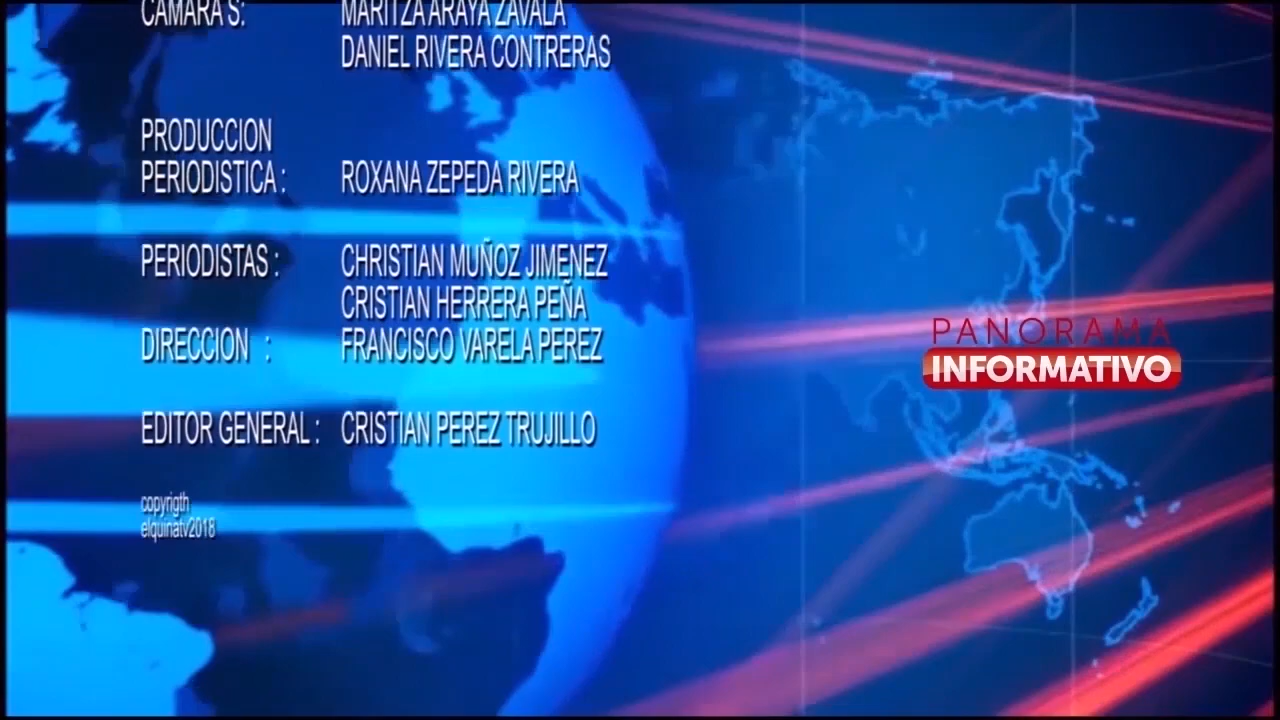 CAMARA S: MARITZA ARAYA ZAVALA
DANIEL RIVERA CONTRERAS
PRODUCCION
PERIODISTICA : ROXANA ZEPEDA RIVERA
PERIODISTAS : CHRISTIAN MUÑOZ JIMENEZ
CRISTIAN HERRERA PEÑA
DIRECCION : FRANCISCO VARELA PEREZ
EDITOR GENERAL : CRISTIAN PEREZ TRUJILLO
copyrigth
elquinatv2018
PANORAMA
INFORMATIVO